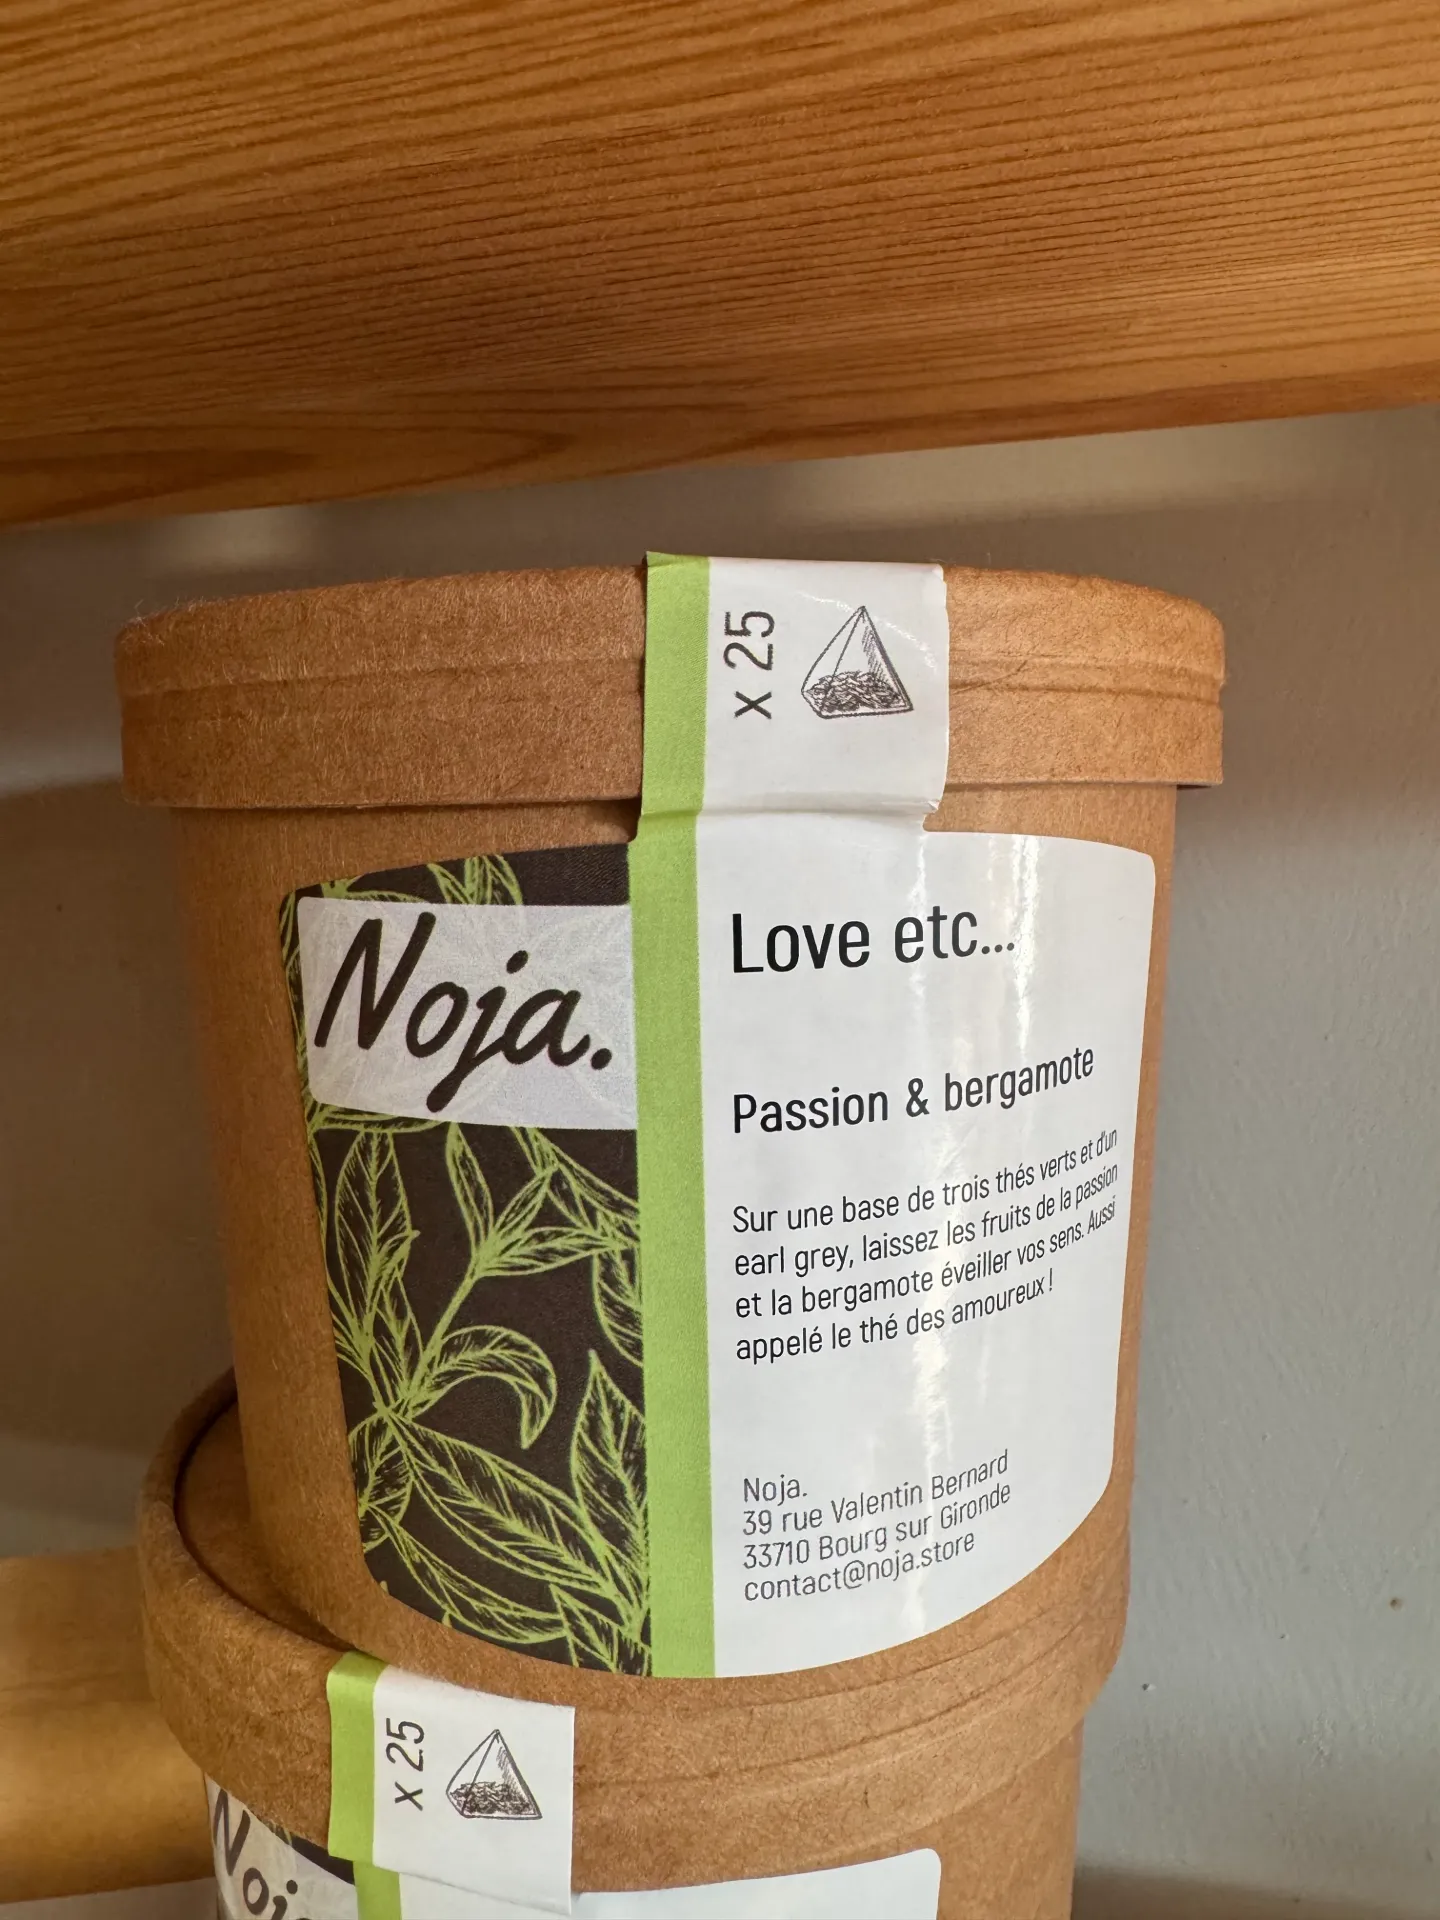 x 25
Noja.
Love etc...
Passion & bergamote
Sur une base de trois thés verts et d'un
earl grey, laissez les fruits de la passion
et la bergamote éveiller vos sens. Aussi
appelé le thé des amoureux !
Noja.
39 rue Valentin Bernard
33710 Bourg sur Gironde
contact@noja.store
x 25
Noja